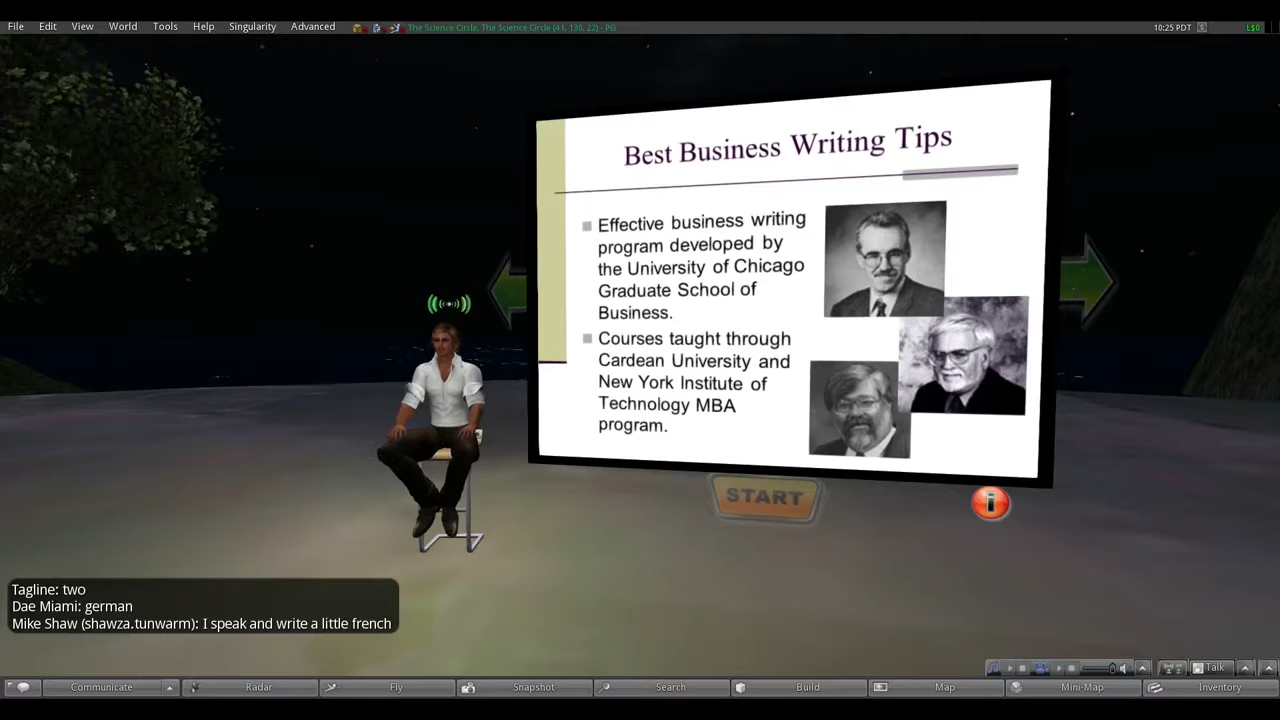 File Edit View World Tools Help Singularity Advanced The Science Circle, The Science Circle (41, 130, 22) - PG 10:25 PDT L$0
Best Business Writing Tips
Effective business writing
program developed by
the University of Chicago
Graduate School of
Business.
Courses taught through
Cardean University and
New York Institute of
Technology MBA
program.
START
i
Tagline: two
Dae Miami: german
Mike Shaw (shawza.tunwarm): I speak and write a little french
Talk
Communicate Radar Fly Snapshot Search Build Map Mini-Map Inventory